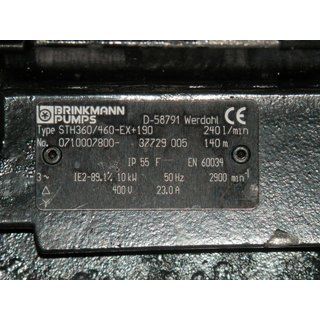 BRINKMANN PUMPS D-58791 Werdohl CE
Type STH360/460-EX+190 240 l/min
No. 0710007800- 37729 005 140 m
IP 55 F EN 60034
3~ IE2-89.1% 10 kW 50 Hz 2900 min⁻¹
400 V 23.0 A